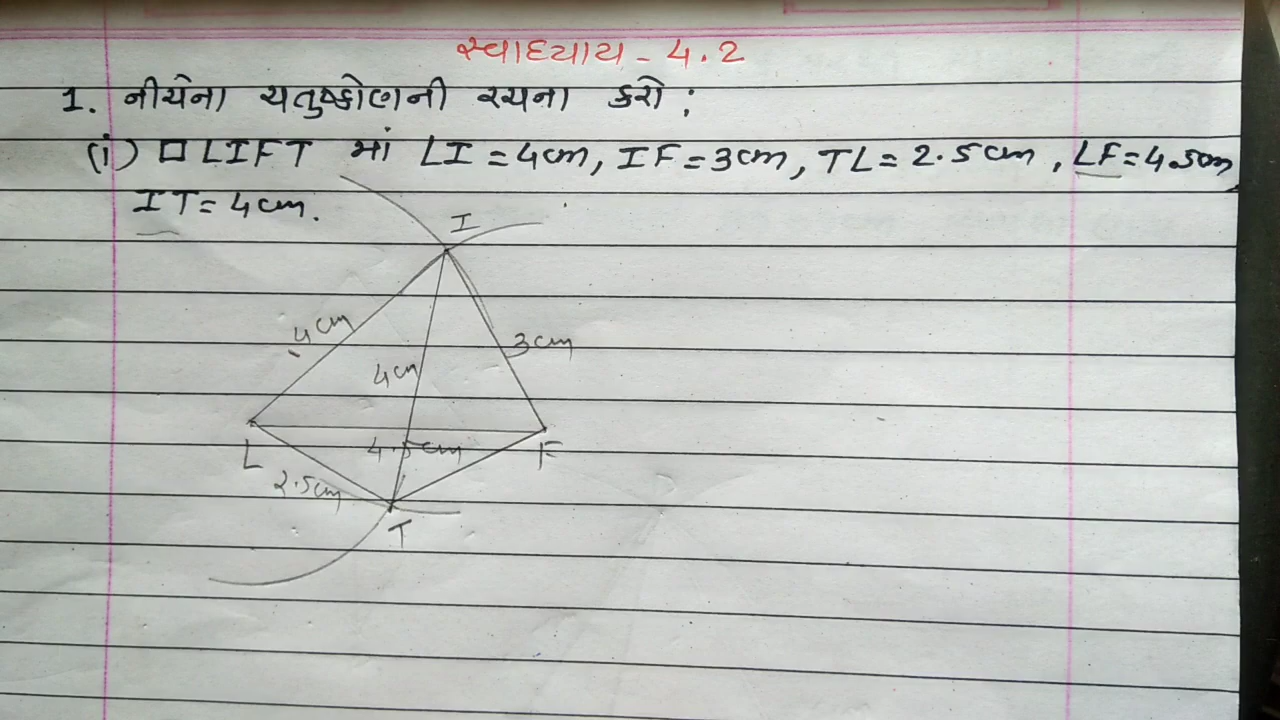 સ્વાધ્યાય - 4.2
1. નીચેના ચતુષ્કોણની રચના કરો :
(i) □ LIFT માં LI = 4cm, IF = 3cm, TL = 2.5cm, LF = 4.5cm,
IT = 4cm.
I
4cm
3cm
4cm
L
4.5cm
F
2.5cm
T